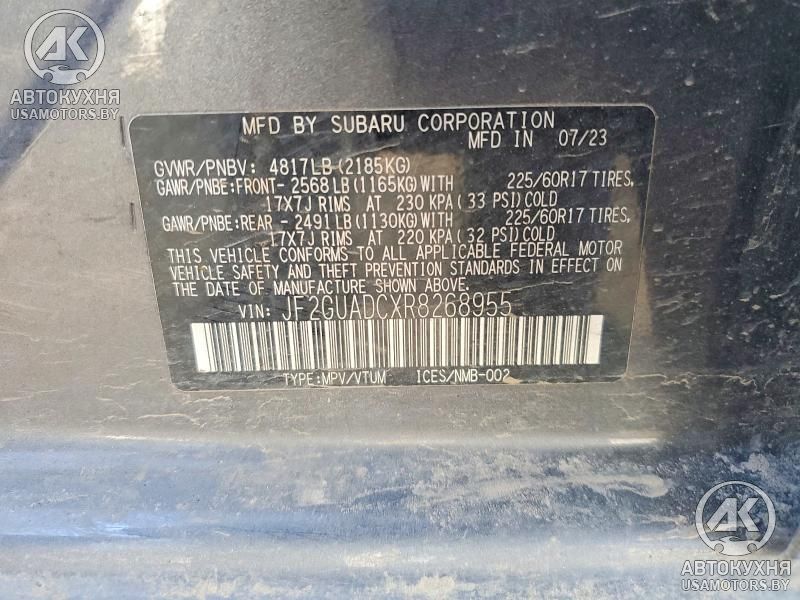 AK
АВТОКУХНЯ
USAMOTORS.BY
MFD BY SUBARU CORPORATION
MFD IN 07/23
GVWR/PNBV: 4817LB(2185KG)
GAWR/PNBE:FRONT- 2568LB(1165KG)WITH 225/60R17 TIRES,
17X7J RIMS AT 230 KPA(33 PSI)COLD
GAWR/PNBE:REAR - 2491LB(1130KG)WITH 225/60R17 TIRES,
17X7J RIMS AT 220 KPA(32 PSI)COLD
THIS VEHICLE CONFORMS TO ALL APPLICABLE FEDERAL MOTOR
VEHICLE SAFETY AND THEFT PREVENTION STANDARDS IN EFFECT
ON THE DATE OF MANUFACTURE SHOWN ABOVE.
VIN: JF2GUADCXR8268955
TYPE:MPV/VTUM ICES/NMB-002
AK
АВТОКУХНЯ
USAMOTORS.BY